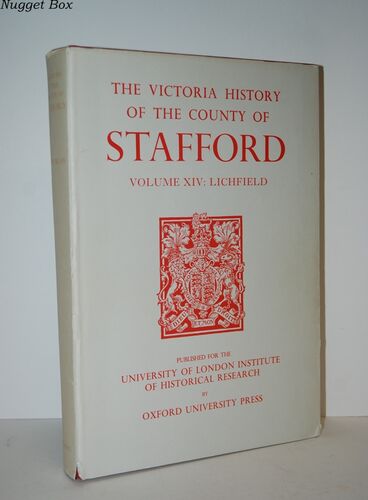 Nugget Box
THE VICTORIA HISTORY
OF THE COUNTY OF
STAFFORD
VOLUME XIV: LICHFIELD
PUBLISHED FOR THE
UNIVERSITY OF LONDON INSTITUTE
OF HISTORICAL RESEARCH
BY
OXFORD UNIVERSITY PRESS